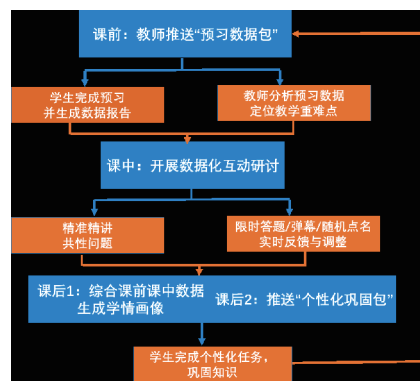 课前：教师推送“预习数据包”
学生完成预习
并生成数据报告
教师分析预习数据
定位教学重难点
课中：开展数据化互动研讨
精准精讲
共性问题
限时答题/弹幕/随机点名
实时反馈与调整
课后1：综合课前课中数据
生成学情画像
课后2：推送“个性化巩固包”
学生完成个性化任务，
巩固知识